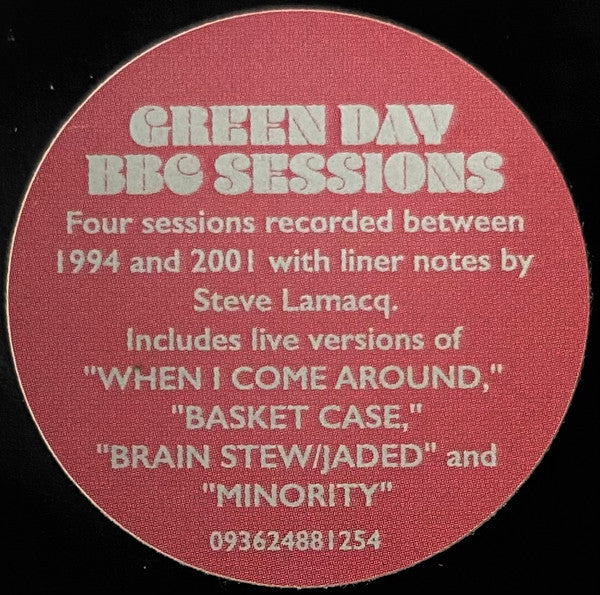 GREEN DAY
BBC SESSIONS
Four sessions recorded between
1994 and 2001 with liner notes by
Steve Lamacq.
Includes live versions of
"WHEN I COME AROUND,"
"BASKET CASE,"
"BRAIN STEW/JADED" and
"MINORITY"
093624881254